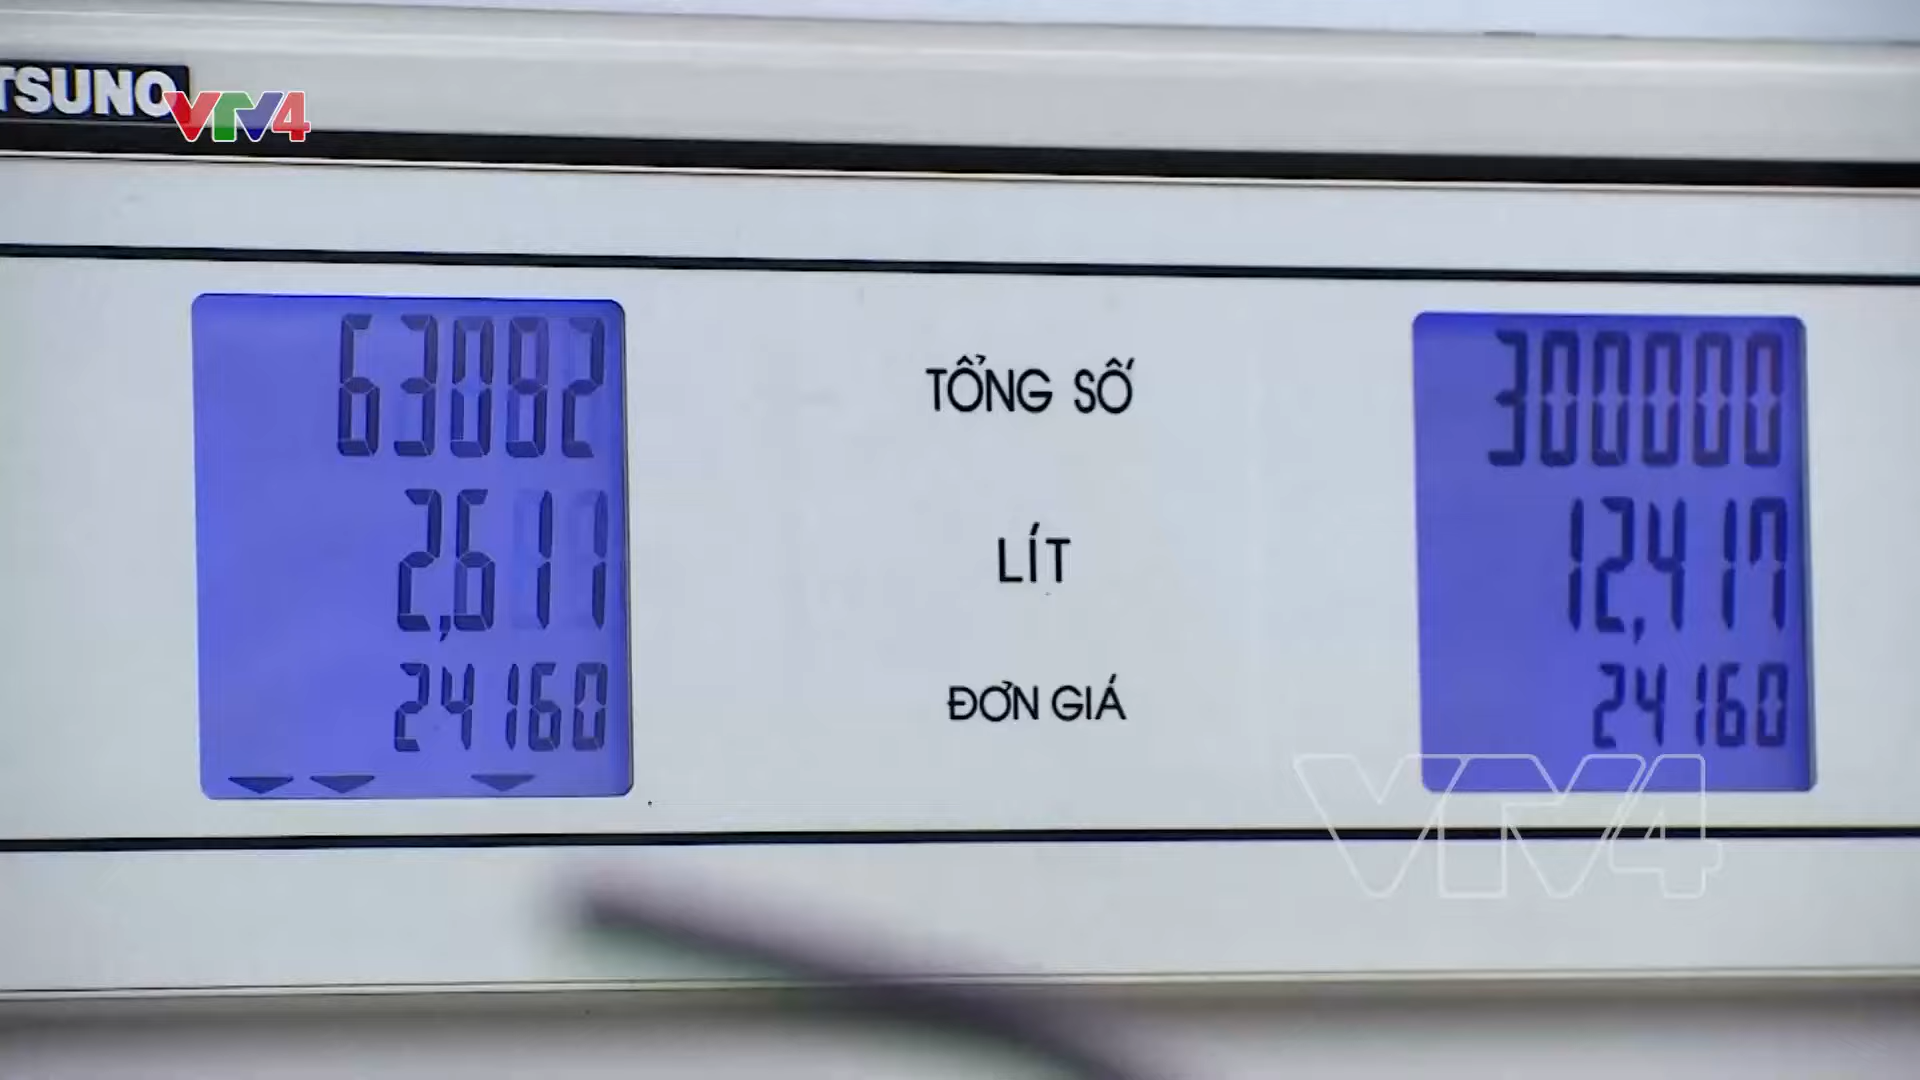 TSUNO
VTV4
63082
TỔNG SỐ
300000
2,611
LÍT
12,417
24160
ĐƠN GIÁ
24160
VTV4